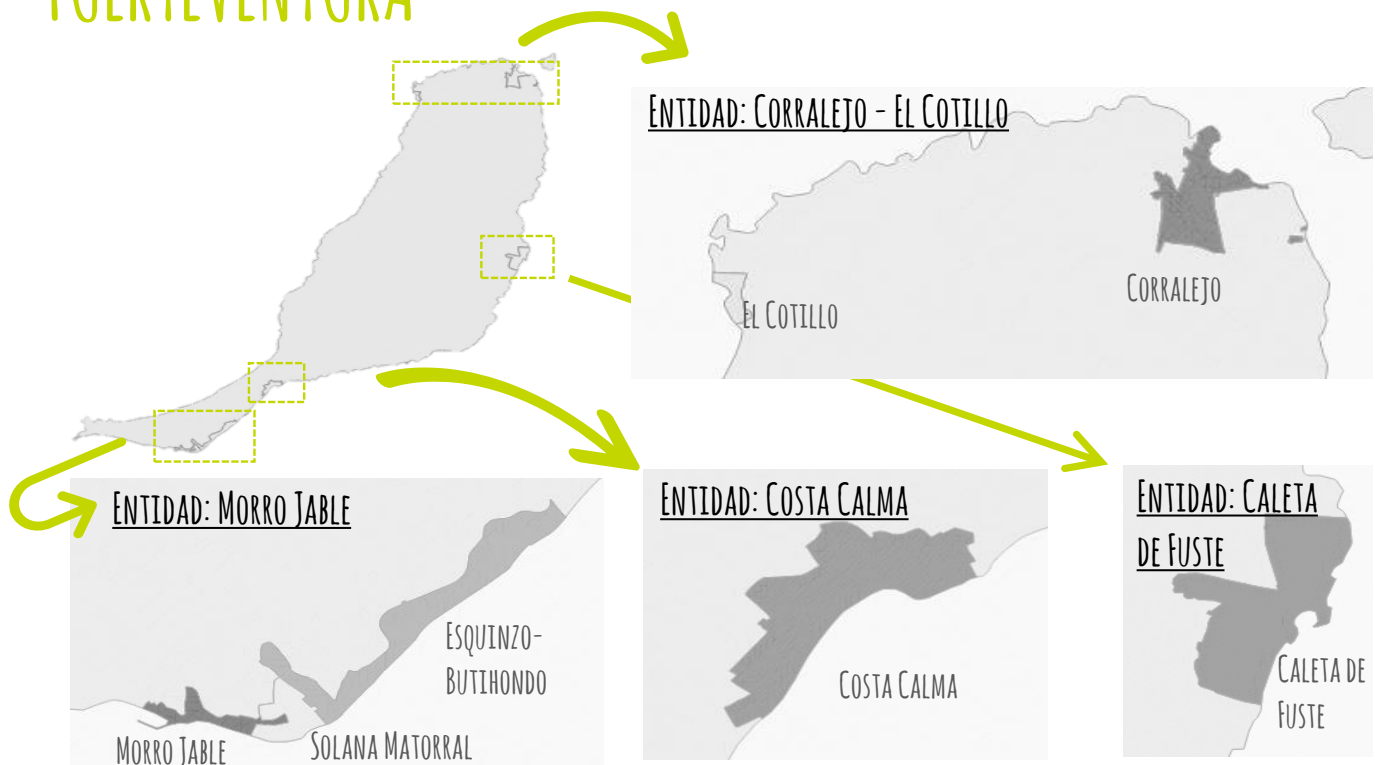 FUERTEVENTURA
ENTIDAD: CORRALEJO - EL COTILLO
EL COTILLO
CORRALEJO
ENTIDAD: MORRO JABLE
ESQUINZO-
BUTIHONDO
MORRO JABLE
SOLANA MATORRAL
ENTIDAD: COSTA CALMA
COSTA CALMA
ENTIDAD: CALETA
DE FUSTE
CALETA DE
FUSTE